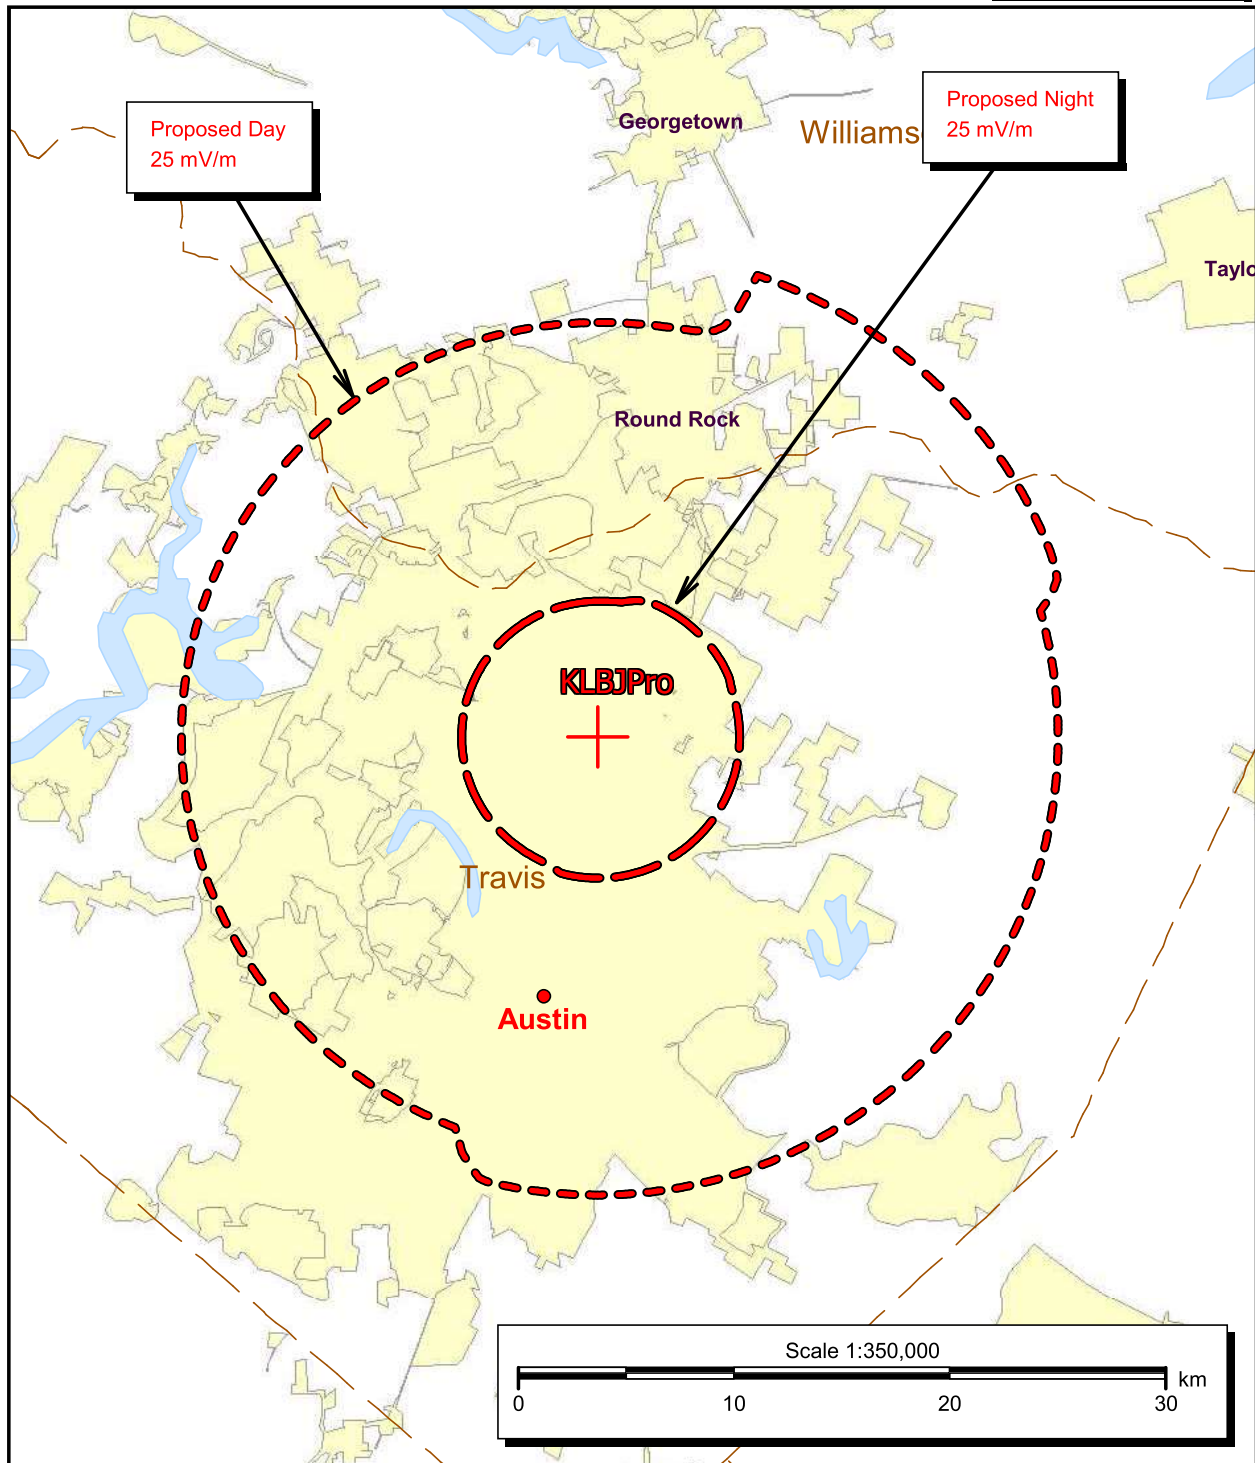 Proposed Day
25 mV/m
Georgetown
Williams
Proposed Night
25 mV/m
Taylo
Round Rock
KLBJPro
Travis
Austin
Scale 1:350,000
km
0 10 20 30